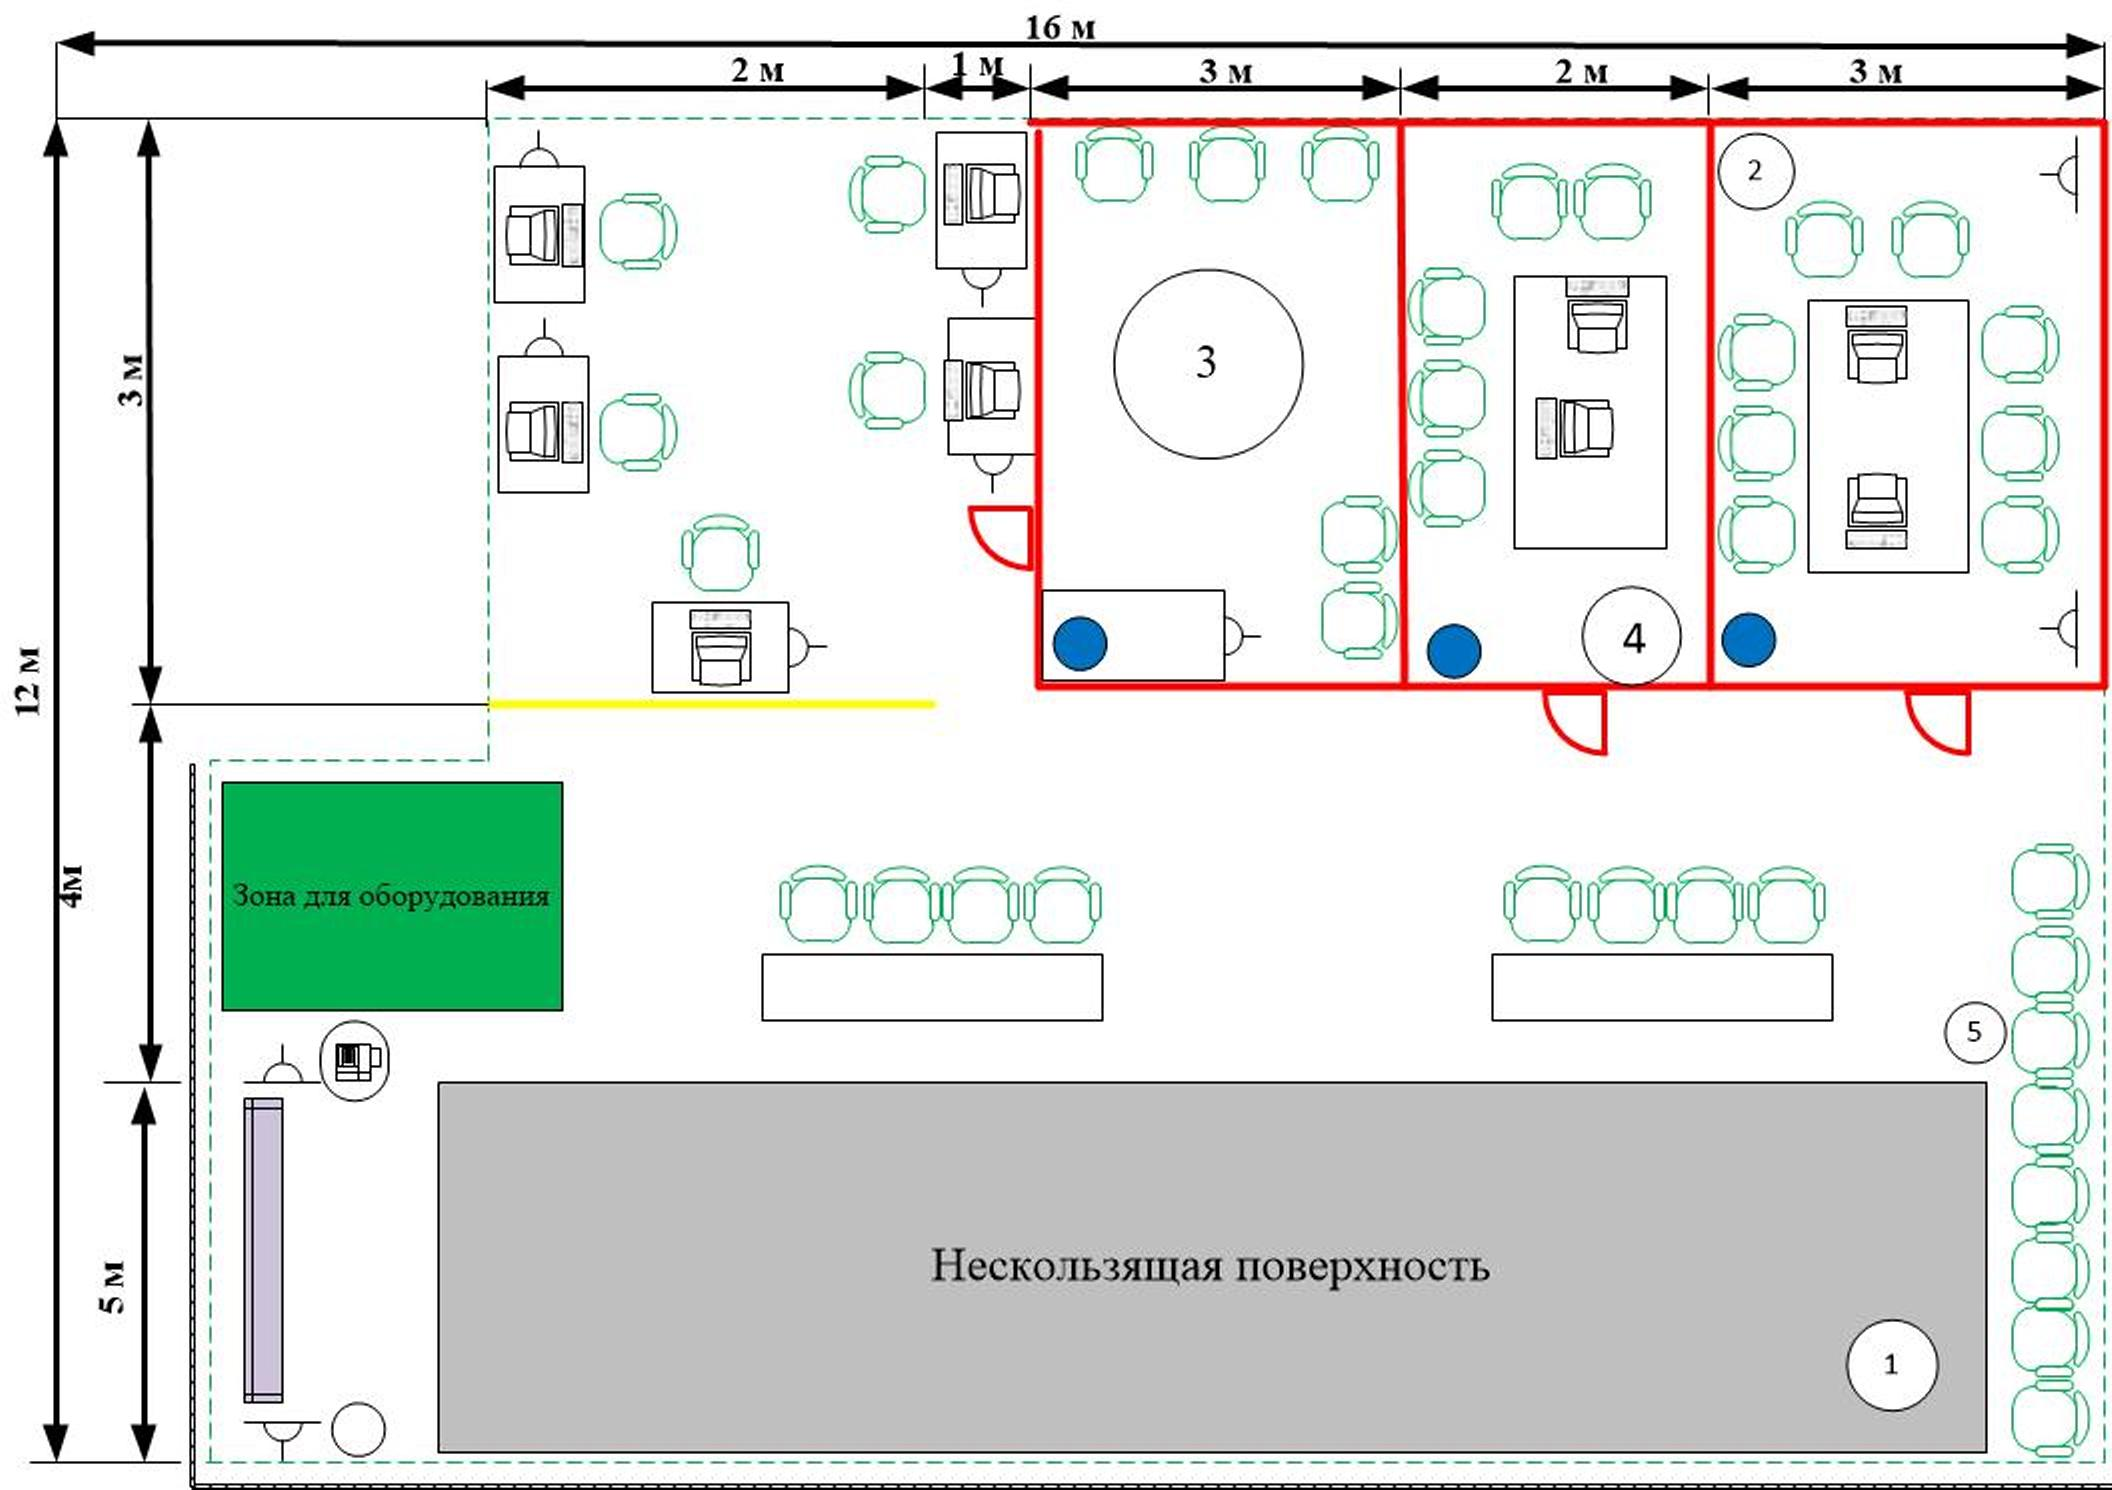 16 м
2 м
1 м
3 м
2 м
3 м
2
3 м
3
12 м
4
4м
Зона для оборудования
5
5 м
Нескользящая поверхность
1